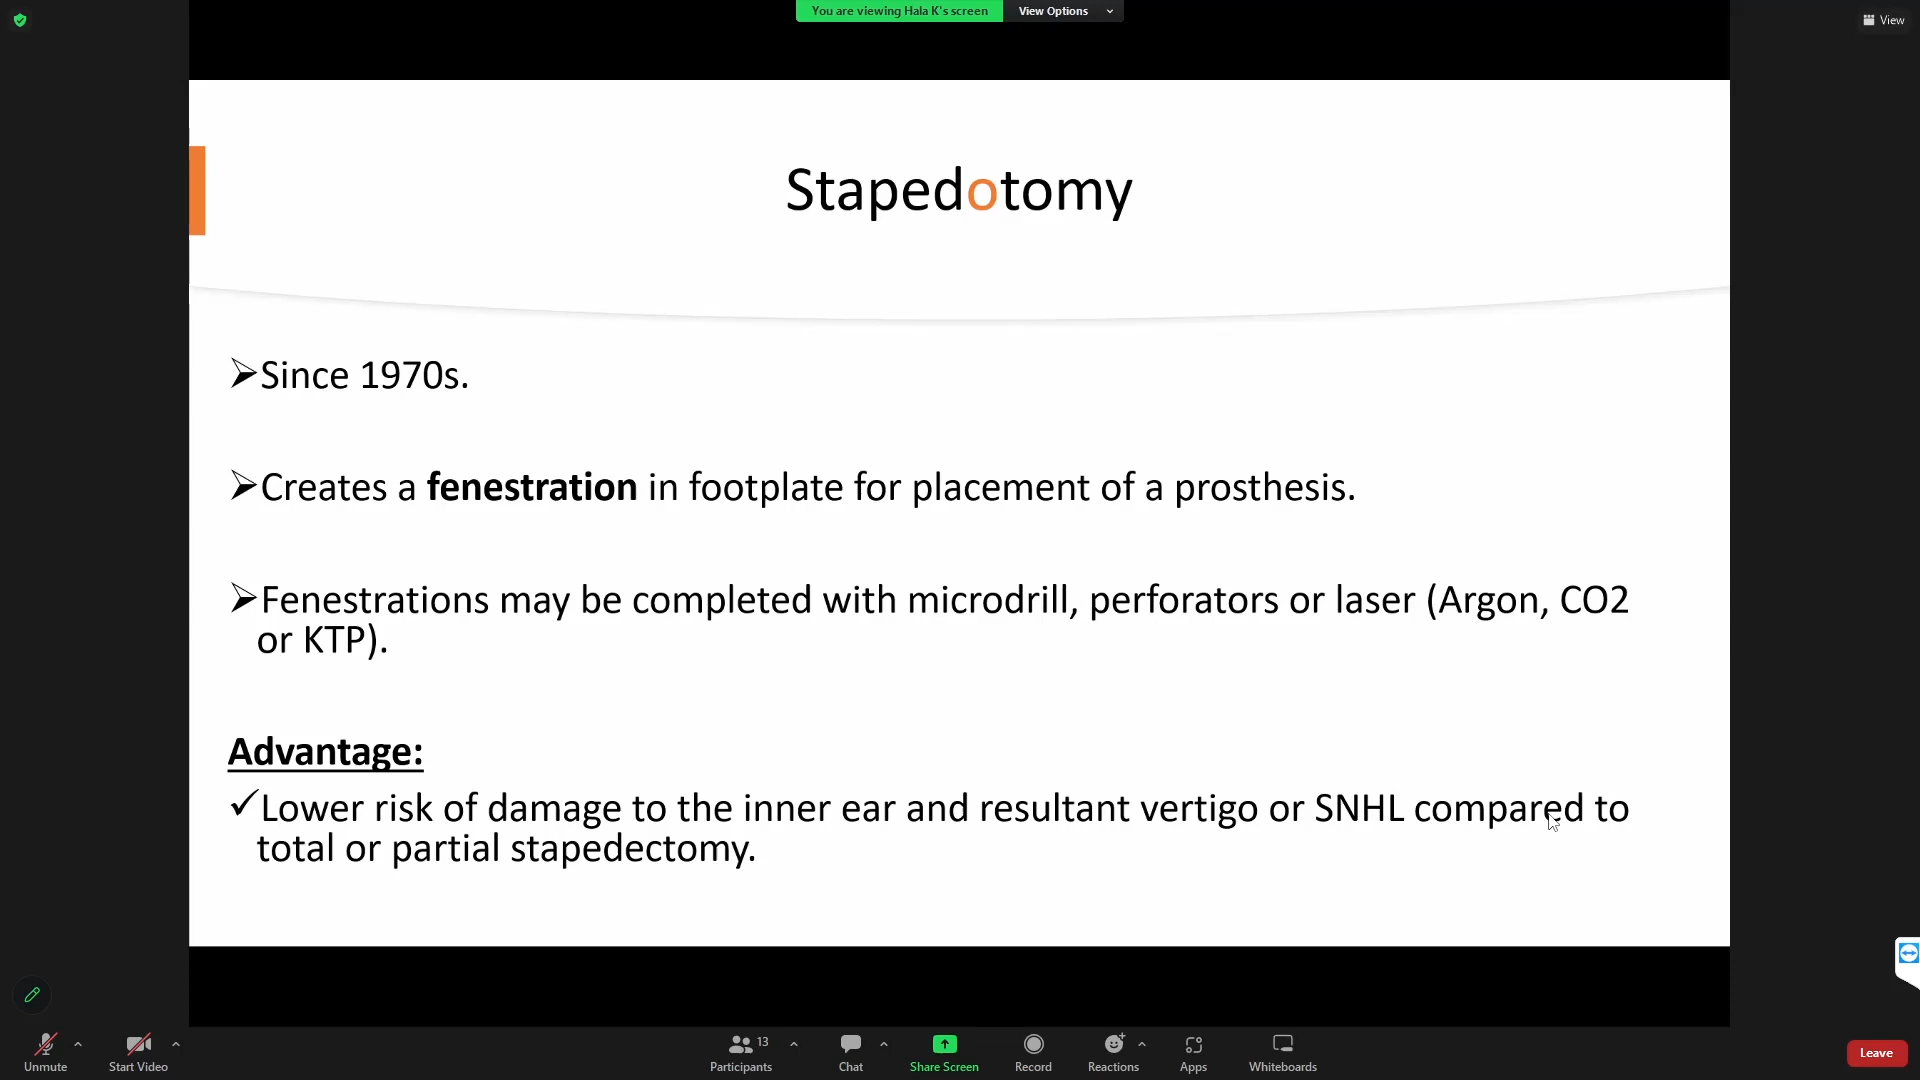 You are viewing Hala K's screen
View Options
View
Stapedotomy
➢Since 1970s.
➢Creates a fenestration in footplate for placement of a prosthesis.
➢Fenestrations may be completed with microdrill, perforators or laser (Argon, CO2
or KTP).
Advantage:
✓Lower risk of damage to the inner ear and resultant vertigo or SNHL compared to
total or partial stapedectomy.
Unmute
Start Video
13
Participants
Chat
Share Screen
Record
Reactions
Apps
Whiteboards
Leave